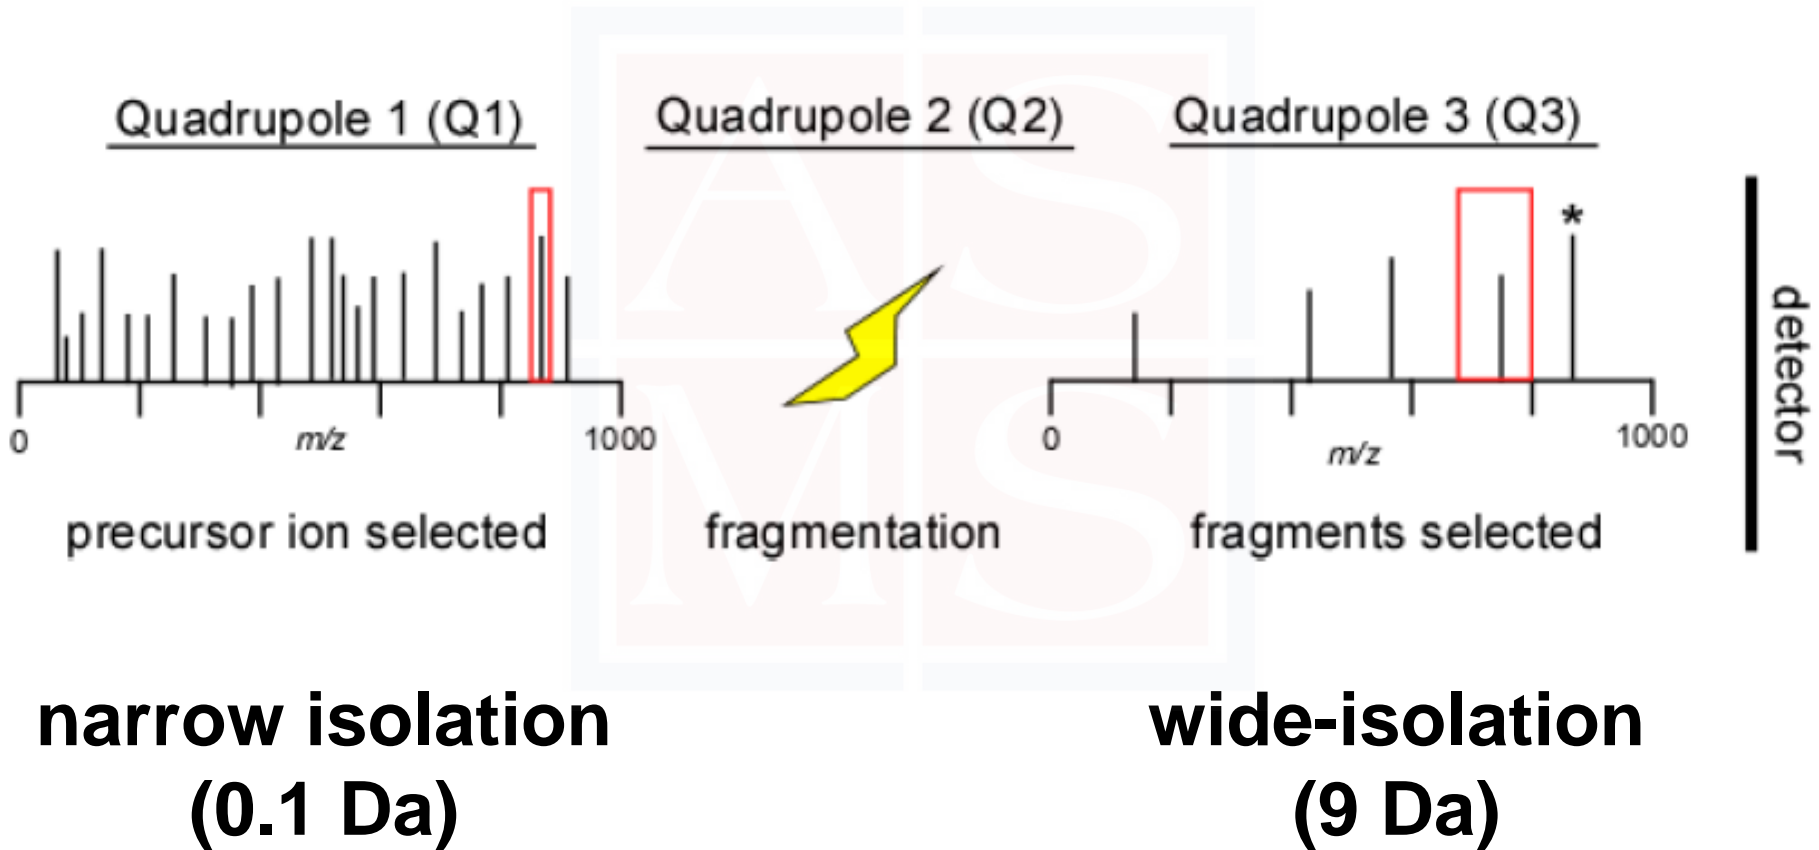 Quadrupole 1 (Q1)
Quadrupole 2 (Q2)
Quadrupole 3 (Q3)
*
0
m/z
1000
0
m/z
1000
detector
precursor ion selected
fragmentation
fragments selected
narrow isolation
(0.1 Da)
wide-isolation
(9 Da)
A S
M S